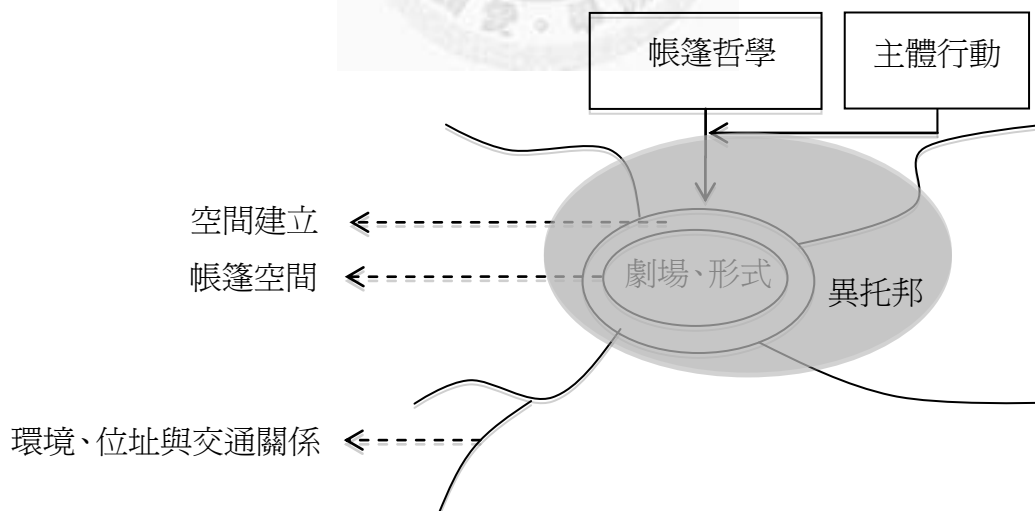 帳篷哲學
主體行動
空間建立
帳篷空間
劇場、形式
異托邦
環境、位址與交通關係